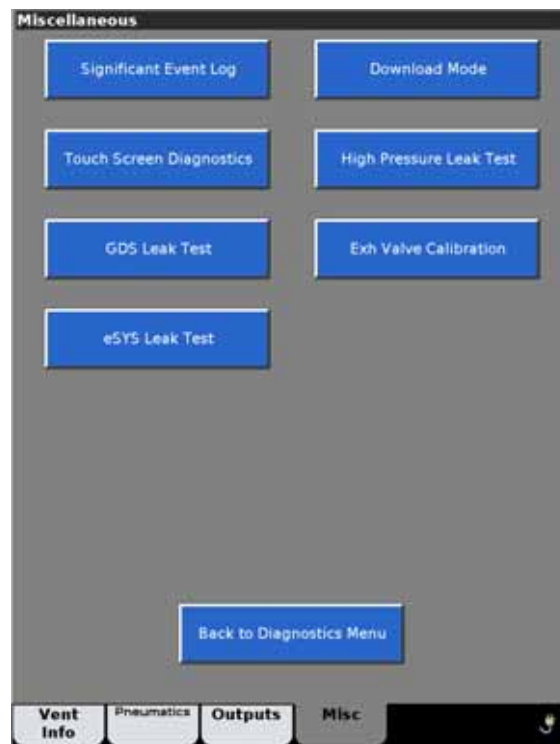 Miscellaneous
Significant Event Log
Download Mode
Touch Screen Diagnostics
High Pressure Leak Test
GDS Leak Test
Exh Valve Calibration
eSYS Leak Test
Back to Diagnostics Menu
Vent
Info
Pneumatics
Outputs
Misc